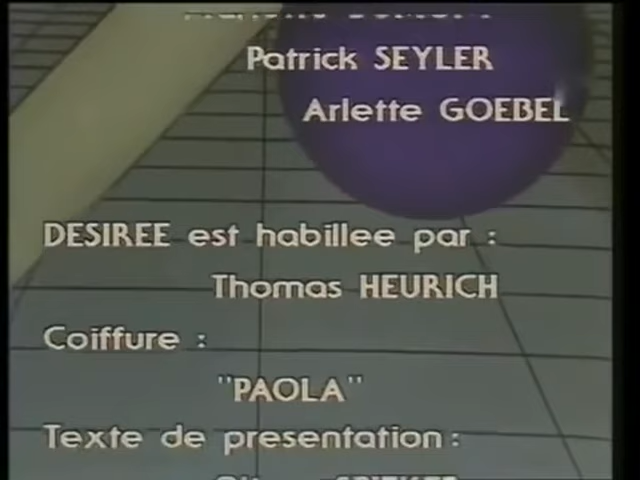 Patrick SEYLER
Arlette GOEBEL
DESIREE est habillee par :
Thomas HEURICH
Coiffure :
"PAOLA"
Texte de presentation :